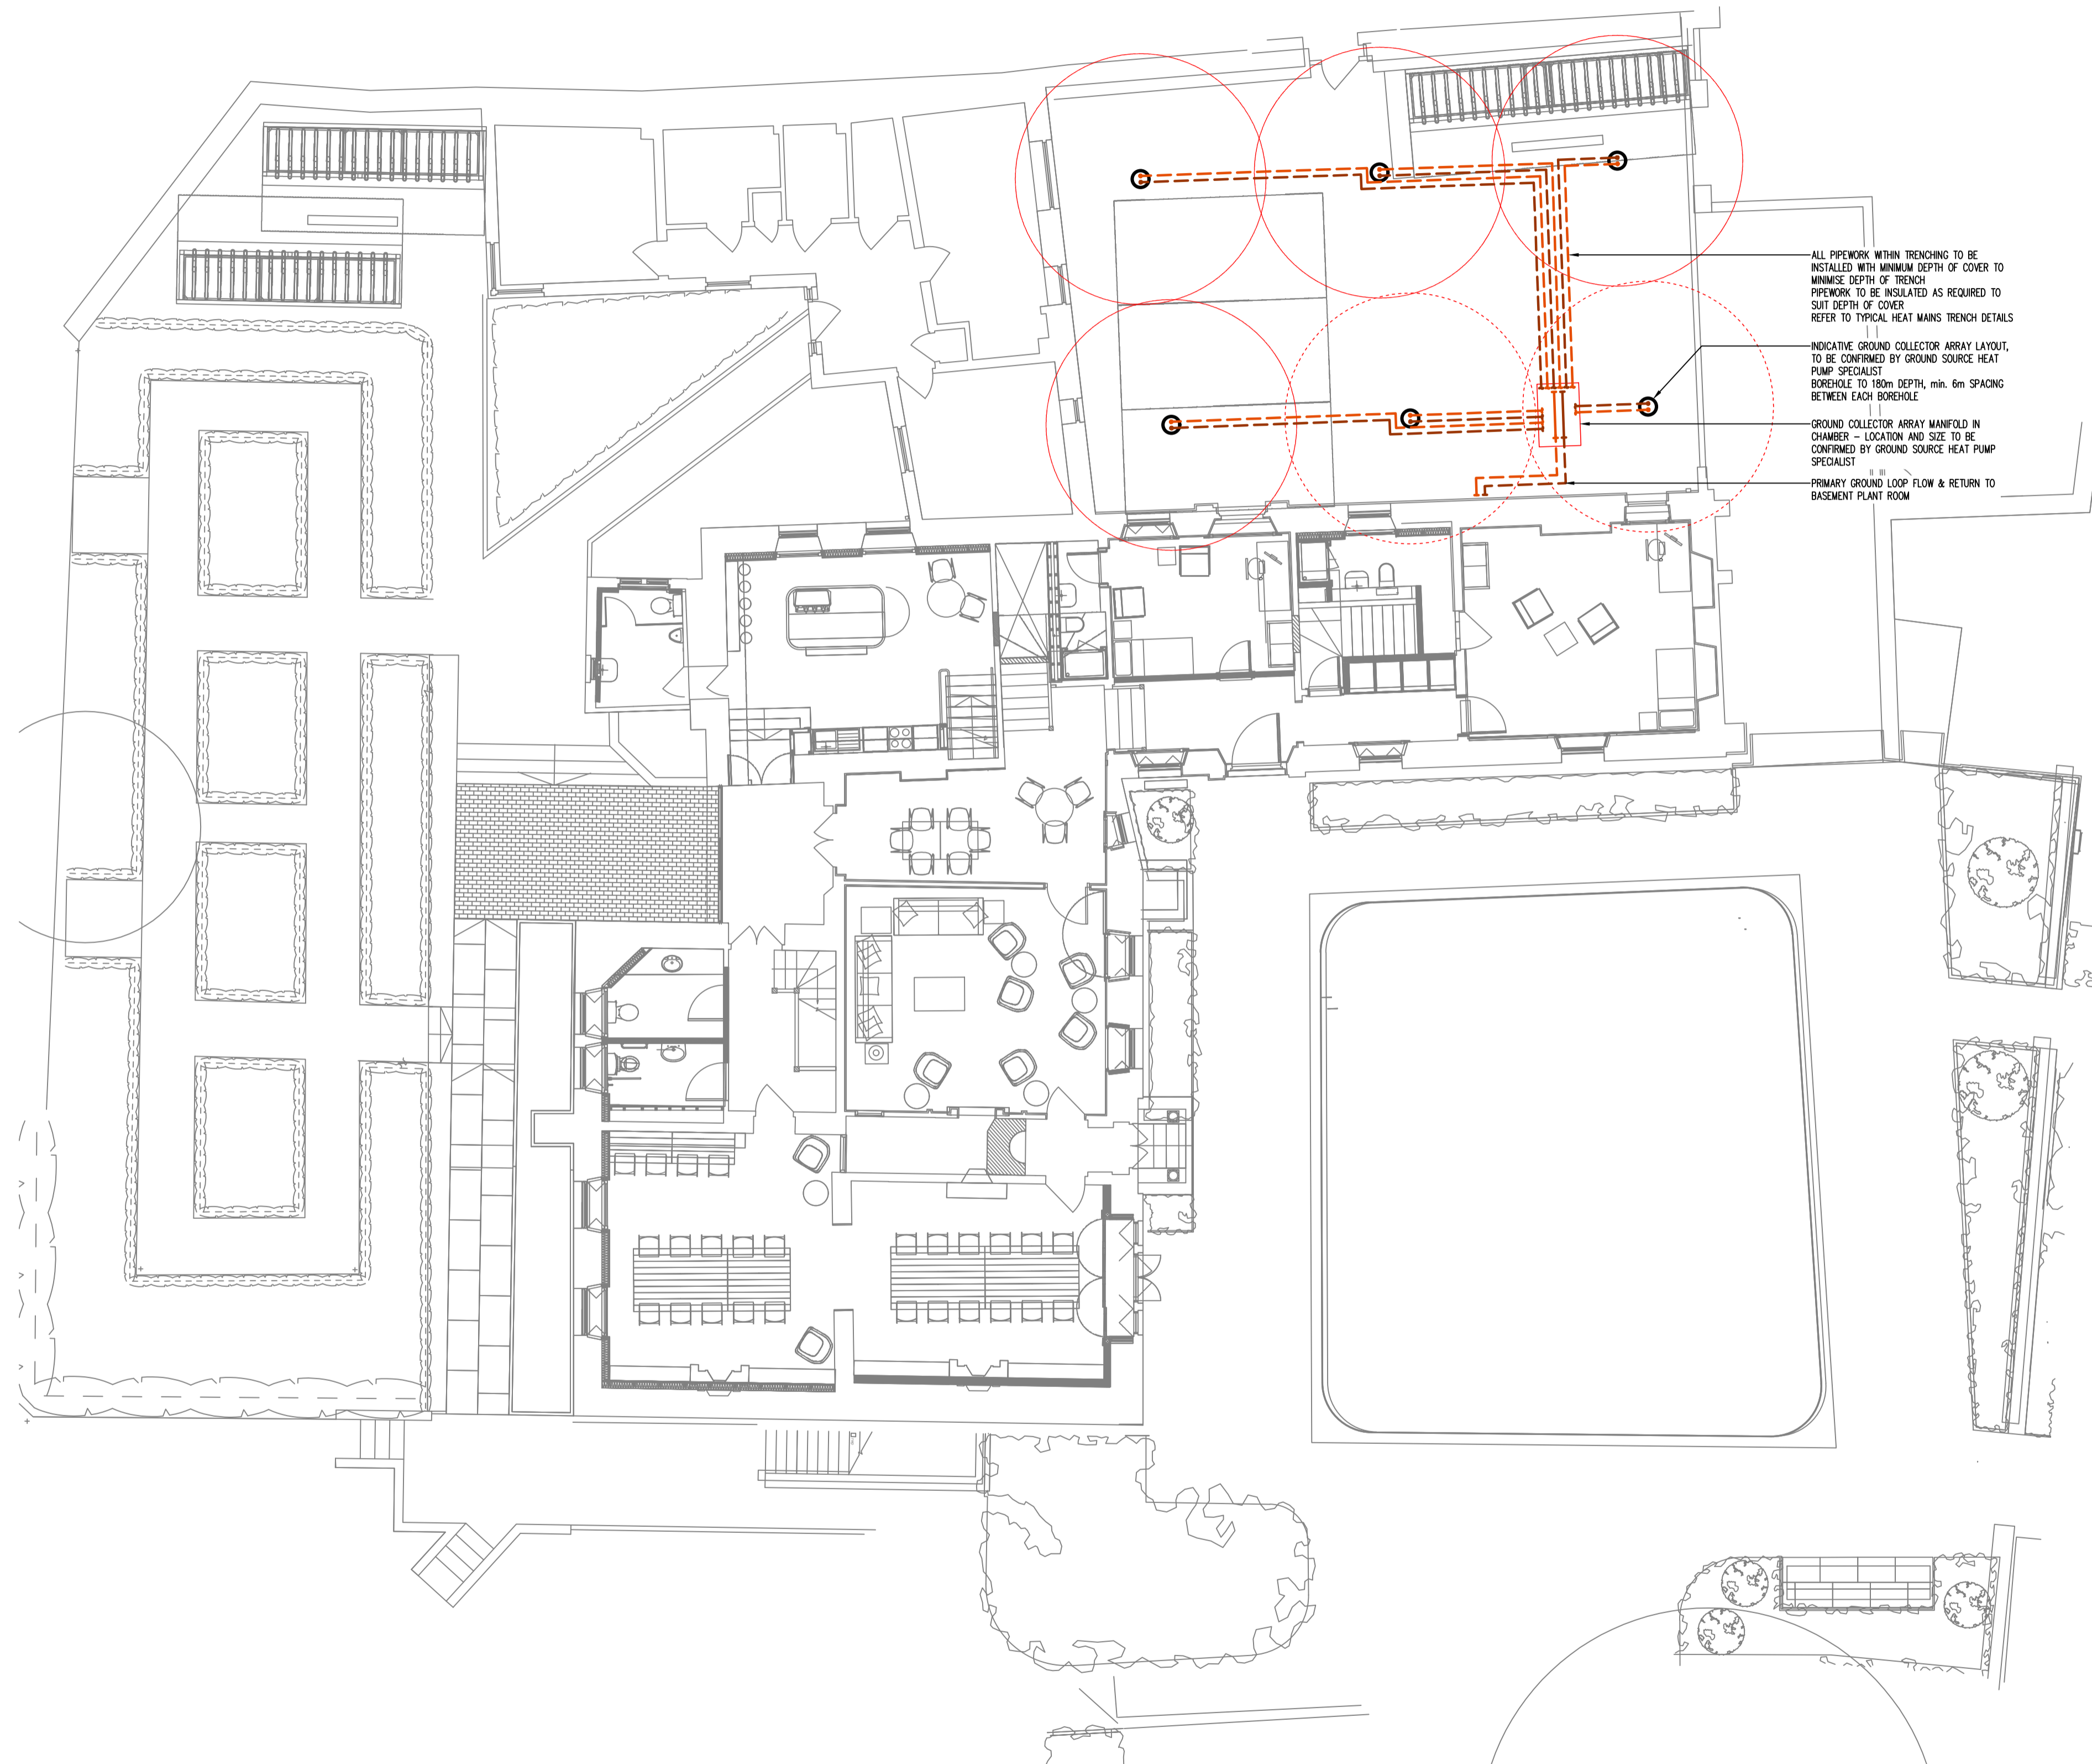 ALL PIPEWORK WITHIN TRENCHING TO BE
INSTALLED WITH MINIMUM DEPTH OF COVER TO
MINIMISE DEPTH OF TRENCH
PIPEWORK TO BE INSULATED AS REQUIRED TO
SUIT DEPTH OF COVER
REFER TO TYPICAL HEAT MAINS TRENCH DETAILS
INDICATIVE GROUND COLLECTOR ARRAY LAYOUT,
TO BE CONFIRMED BY GROUND SOURCE HEAT
PUMP SPECIALIST
BOREHOLE TO 180m DEPTH, min. 6m SPACING
BETWEEN EACH BOREHOLE
GROUND COLLECTOR ARRAY MANIFOLD IN
CHAMBER – LOCATION AND SIZE TO BE
CONFIRMED BY GROUND SOURCE HEAT PUMP
SPECIALIST
PRIMARY GROUND LOOP FLOW & RETURN TO
BASEMENT PLANT ROOM